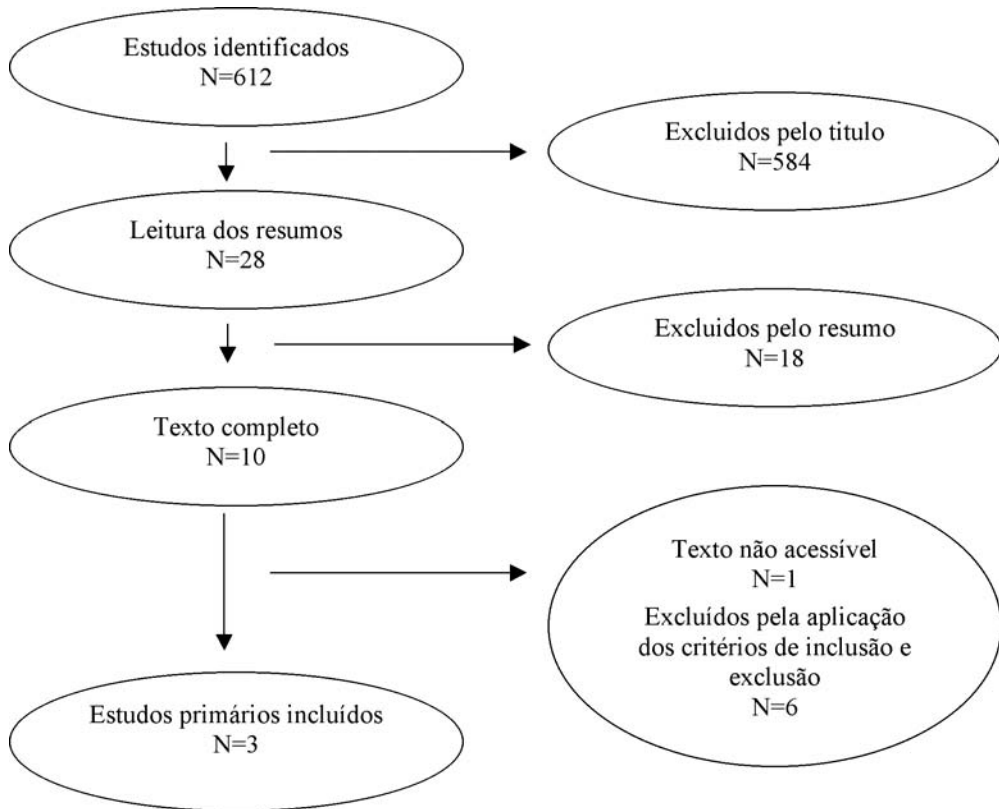 Estudos identificados
N=612
Excluidos pelo titulo
N=584
Leitura dos resumos
N=28
Excluidos pelo resumo
N=18
Texto completo
N=10
Texto não acessível
N=1
Excluídos pela aplicação
dos critérios de inclusão e
exclusão
N=6
Estudos primários incluídos
N=3